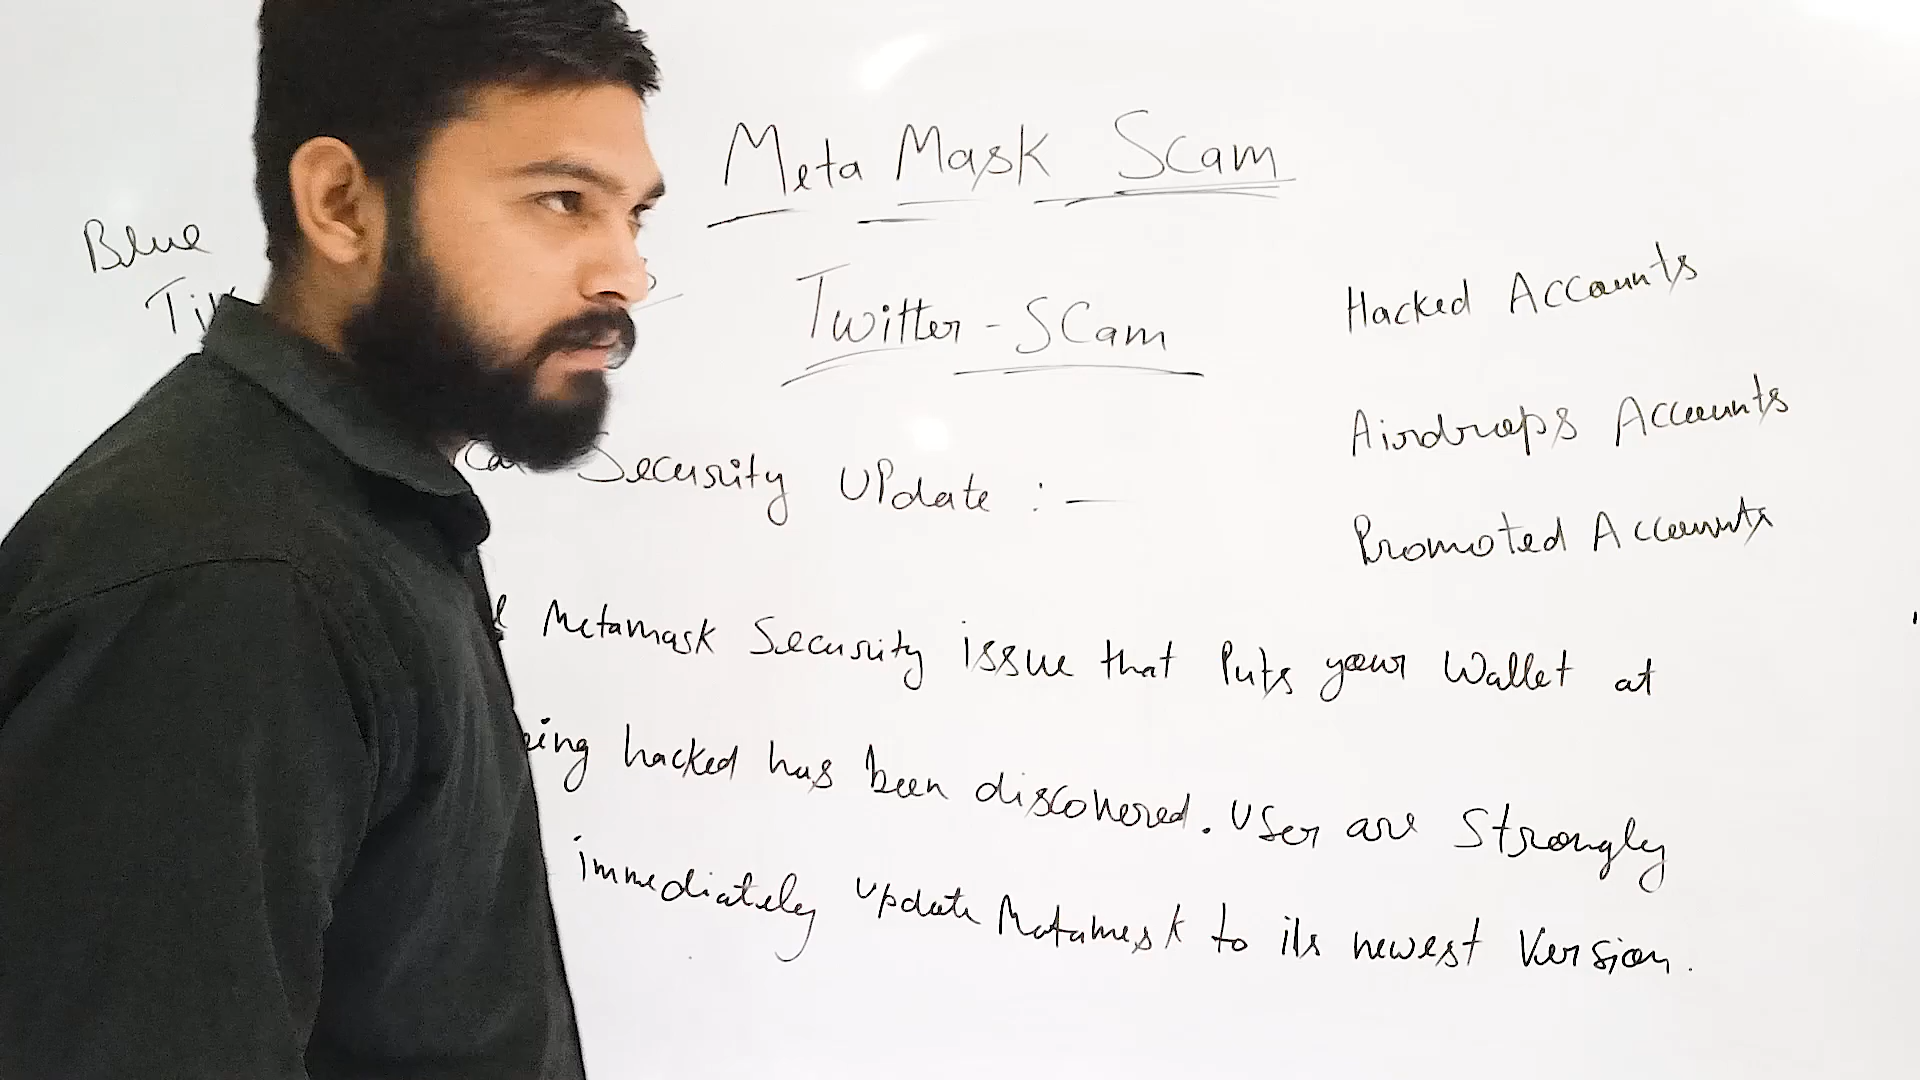 Meta Mask Scam
Blue
Twitter - SCam
Hacked Accounts
Airdrops Accounts
Security UPdate : —
Promoted Accounts
Metamask Security issue that Puts your Wallet at
hacked has been discovered. User are Strongly
immediately update Matamask to its newest Version.